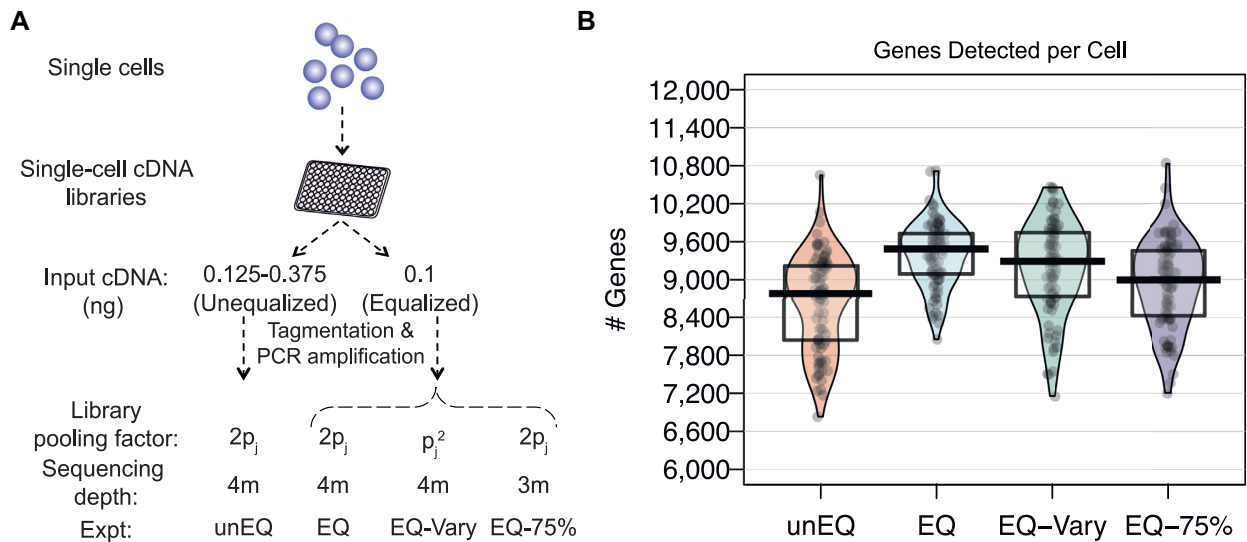 A
Single cells
Single-cell cDNA
libraries
Input cDNA:
(ng)
0.125-0.375
(Unequalized)
0.1
(Equalized)
Tagmentation &
PCR amplification
Library
pooling factor:
2pⱼ
2pⱼ
pⱼ²
2pⱼ
Sequencing
depth:
4m
4m
4m
3m
Expt:
unEQ
EQ
EQ-Vary
EQ-75%
B
Genes Detected per Cell
# Genes
12,000
11,400
10,800
10,200
9,600
9,000
8,400
7,800
7,200
6,600
6,000
unEQ
EQ
EQ−Vary
EQ−75%